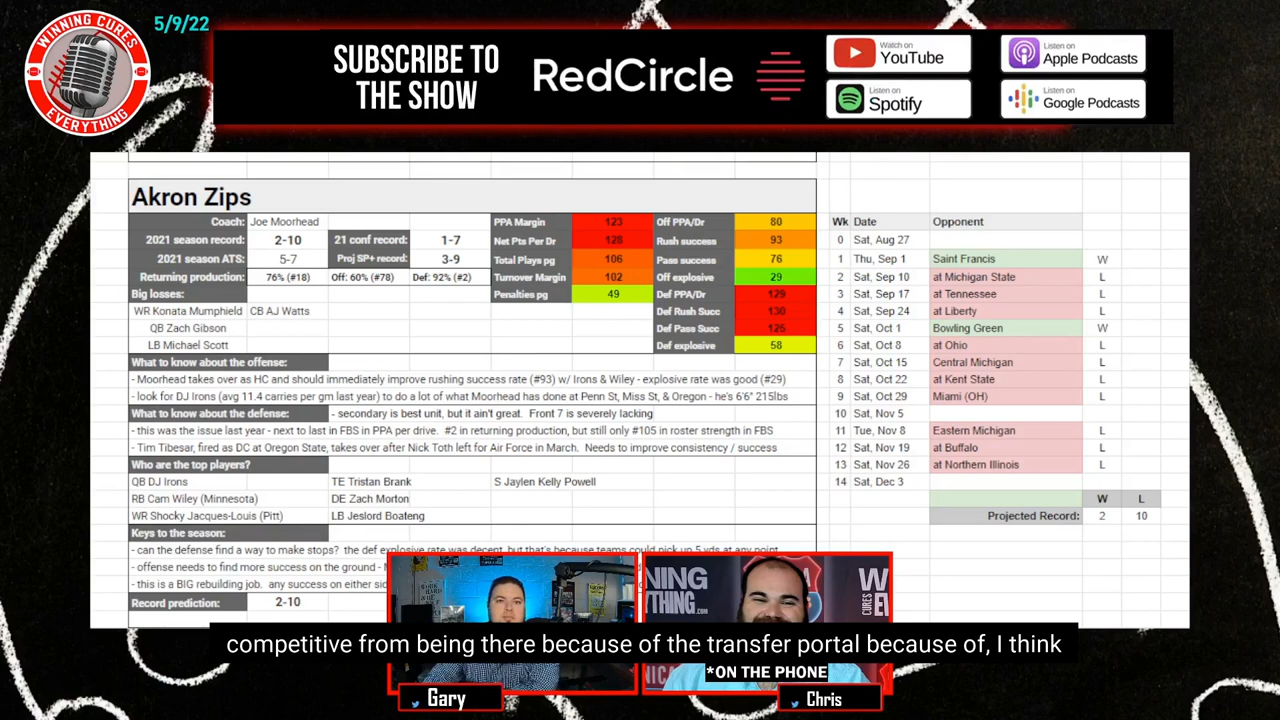 WINNING CURES
EVERYTHING
5/9/22
SUBSCRIBE TO
THE SHOW
RedCircle
Watch on
YouTube
Listen on
Apple Podcasts
Listen on
Spotify
Listen on
Google Podcasts
Akron Zips
Coach: Joe Moorhead
2021 season record: 2-10 21 conf record: 1-7
2021 season ATS: 5-7 Proj SP+ record: 3-9
Returning production: 76% (#18) Off: 60% (#78) Def: 92% (#2)
Big losses:
WR Konata Mumphield CB AJ Watts
QB Zach Gibson
LB Michael Scott
PPA Margin 123 Off PPA/Dr 80
Net Pts Per Dr 128 Rush success 93
Total Plays pg 106 Pass success 76
Turnover Margin 102 Off explosive 29
Penalties pg 49 Def PPA/Dr 129
Def Rush Succ 130
Def Pass Succ 125
Def explosive 58
What to know about the offense:
- Moorhead takes over as HC and should immediately improve rushing success rate (#93) w/ Irons & Wiley - explosive rate was good (#29)
- look for DJ Irons (avg 11.4 carries per gm last year) to do a lot of what Moorhead has done at Penn St, Miss St, & Oregon - he's 6'6" 215lbs
What to know about the defense: - secondary is best unit, but it ain't great. Front 7 is severely lacking
- this was the issue last year - next to last in FBS in PPA per drive. #2 in returning production, but still only #105 in roster strength in FBS
- Tim Tibesar, fired as DC at Oregon State, takes over after Nick Toth left for Air Force in March. Needs to improve consistency / success
Who are the top players?
QB DJ Irons TE Tristan Brank S Jaylen Kelly Powell
RB Cam Wiley (Minnesota) DE Zach Morton
WR Shocky Jacques-Louis (Pitt) LB Jeslord Boateng
Keys to the season:
- can the defense find a way to make stops? the def explosive rate was decent, but that's because teams could pick up 5 yds at any point
- offense needs to find more success on the ground -
- this is a BIG rebuilding job. any success on either
Record prediction: 2-10
Wk Date Opponent
0 Sat, Aug 27
1 Thu, Sep 1 Saint Francis W
2 Sat, Sep 10 at Michigan State L
3 Sat, Sep 17 at Tennessee L
4 Sat, Sep 24 at Liberty L
5 Sat, Oct 1 Bowling Green W
6 Sat, Oct 8 at Ohio L
7 Sat, Oct 15 Central Michigan L
8 Sat, Oct 22 at Kent State L
9 Sat, Oct 29 Miami (OH) L
10 Sat, Nov 5
11 Tue, Nov 8 Eastern Michigan L
12 Sat, Nov 19 at Buffalo L
13 Sat, Nov 26 at Northern Illinois L
14 Sat, Dec 3
W L
Projected Record: 2 10
competitive from being there because of the transfer portal because of, I think
*ON THE PHONE
Gary
Chris